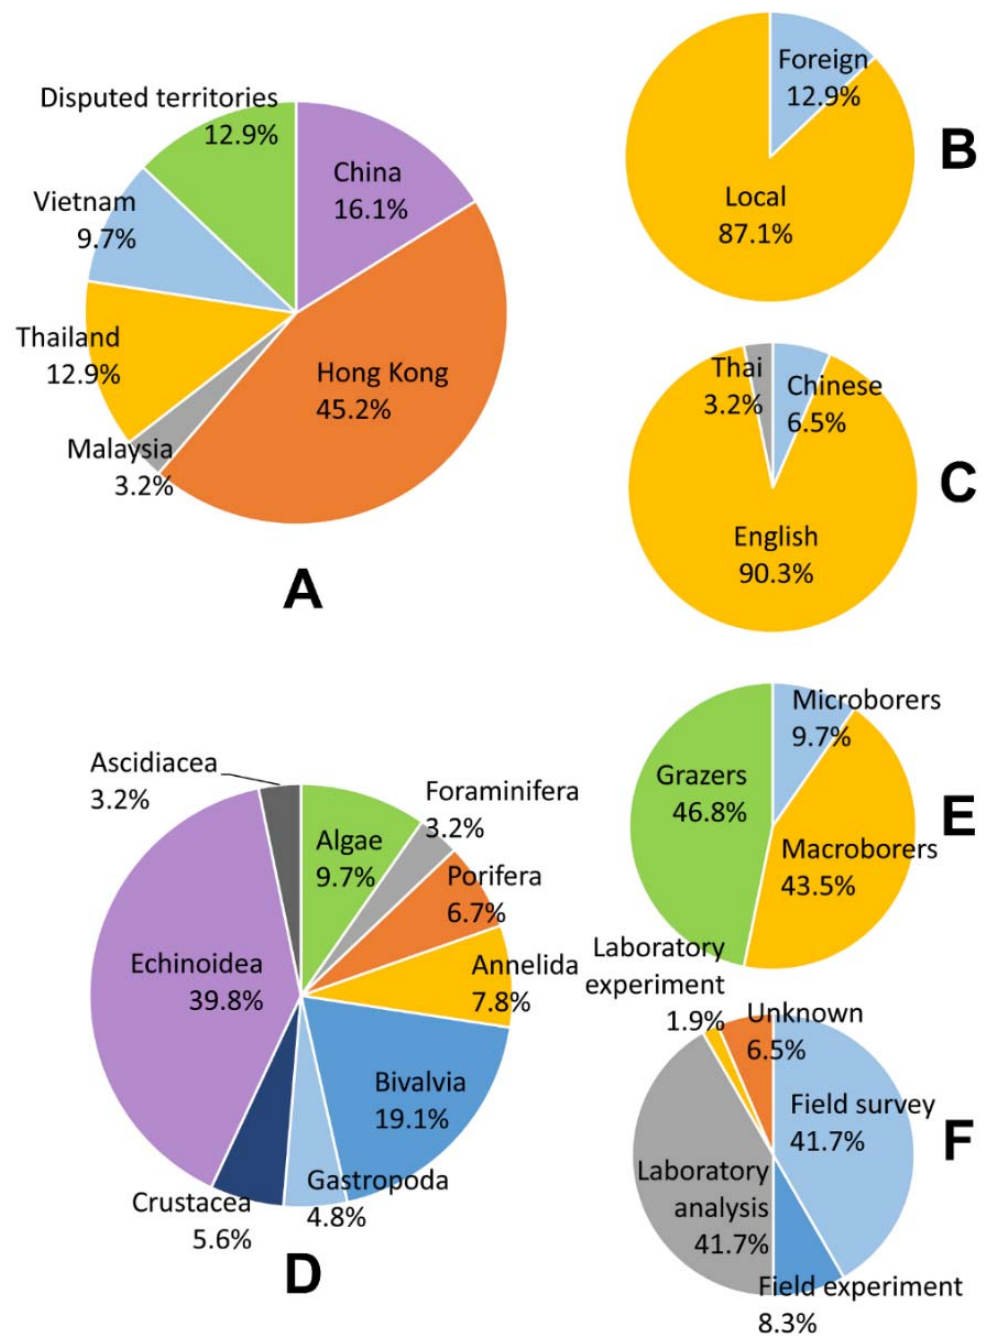 Disputed territories
12.9%
China
16.1%
Vietnam
9.7%
Thailand
12.9%
Hong Kong
45.2%
Malaysia
3.2%
A
Foreign
12.9%
Local
87.1%
B
Thai
3.2%
Chinese
6.5%
English
90.3%
C
Ascidiacea
3.2%
Algae
9.7%
Foraminifera
3.2%
Porifera
6.7%
Annelida
7.8%
Echinoidea
39.8%
Bivalvia
19.1%
Gastropoda
4.8%
Crustacea
5.6%
D
Microborers
9.7%
Grazers
46.8%
Macroborers
43.5%
E
Laboratory
experiment
1.9%
Unknown
6.5%
Field survey
41.7%
Laboratory
analysis
41.7%
Field experiment
8.3%
F